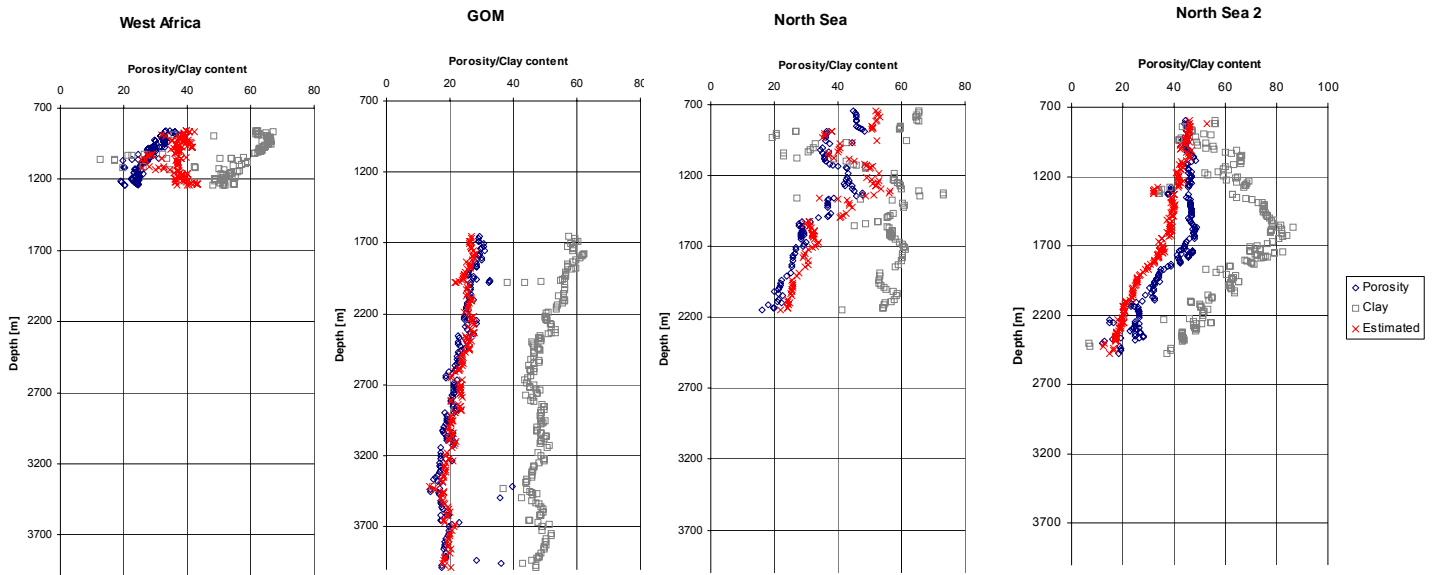 West Africa
Porosity/Clay content
0 20 40 60 80
700
1200
1700
2200
2700
3200
3700
Depth [m]
GOM
Porosity/Clay content
0 20 40 60 80
700
1200
1700
2200
2700
3200
3700
Depth [m]
North Sea
Porosity/Clay content
0 20 40 60 80
700
1200
1700
2200
2700
3200
3700
Depth [m]
North Sea 2
Porosity/Clay content
0 20 40 60 80 100
700
1200
1700
2200
2700
3200
3700
Depth [m]
Porosity
Clay
Estimated